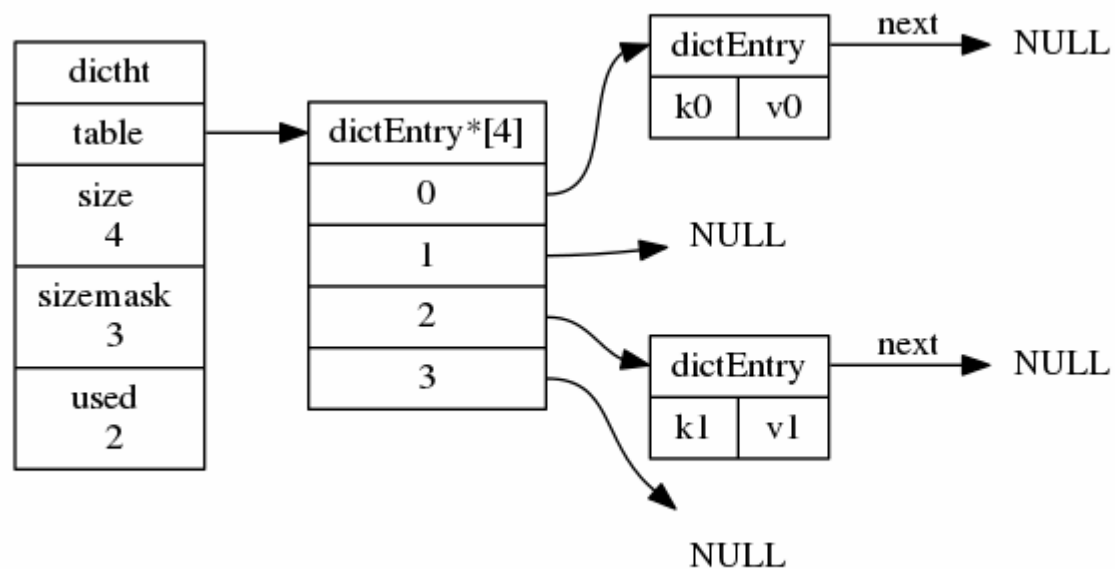 dictht
table
size
4
sizemask
3
used
2
dictEntry*[4]
0
1
2
3
dictEntry
k0 v0
next
NULL
NULL
dictEntry
k1 v1
next
NULL
NULL